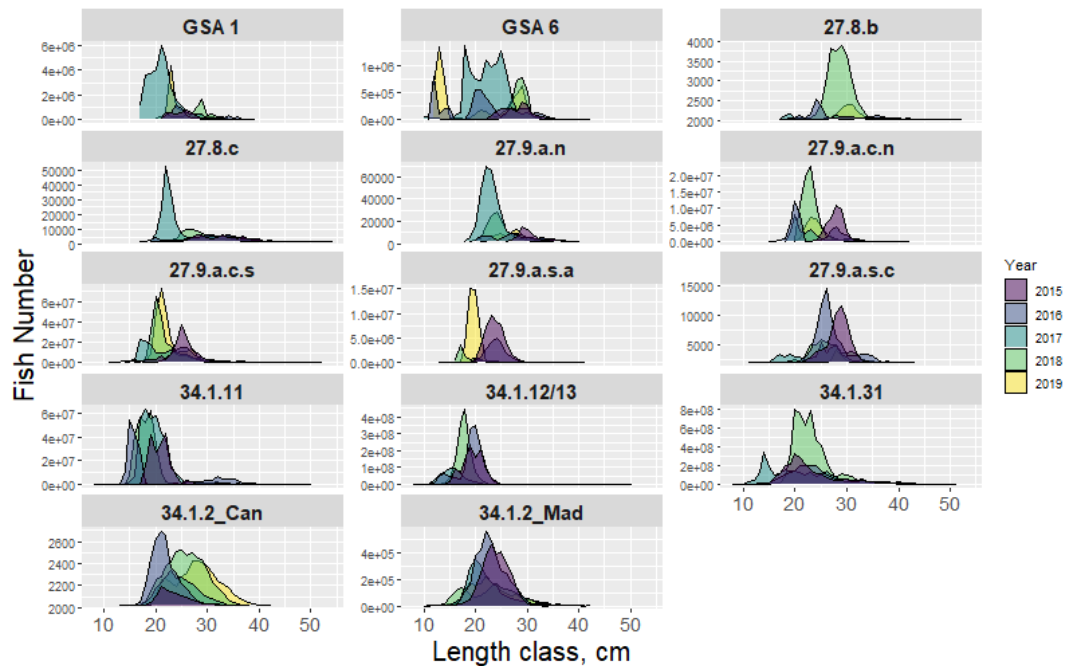 GSA 1
GSA 6
27.8.b
6e+06
4e+06
2e+06
0e+00
1e+06
5e+05
0e+00
4000
3500
3000
2500
2000
27.8.c
27.9.a.n
27.9.a.c.n
50000
40000
30000
20000
10000
0
60000
40000
20000
0
2.0e+07
1.5e+07
1.0e+07
5.0e+06
0.0e+00
27.9.a.c.s
27.9.a.s.a
27.9.a.s.c
6e+07
4e+07
2e+07
0e+00
1.5e+07
1.0e+07
5.0e+06
0.0e+00
15000
10000
5000
34.1.11
34.1.12/13
34.1.31
6e+07
4e+07
2e+07
0e+00
4e+08
3e+08
2e+08
1e+08
0e+00
8e+08
6e+08
4e+08
2e+08
0e+00
34.1.2_Can
34.1.2_Mad
2600
2400
2200
2000
4e+05
2e+05
0e+00
10 20 30 40 50
10 20 30 40 50
10 20 30 40 50
Fish Number
Length class, cm
Year
2015
2016
2017
2018
2019